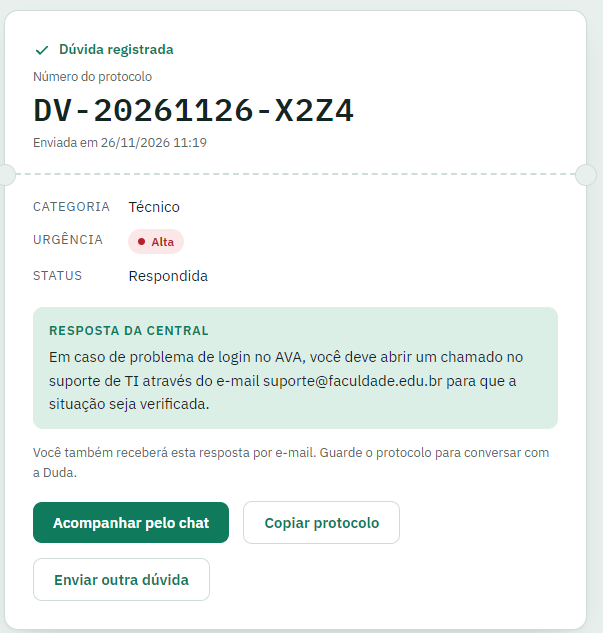 Dúvida registrada
Número do protocolo
DV-20261126-X2Z4
Enviada em 26/11/2026 11:19
CATEGORIA Técnico
URGÊNCIA Alta
STATUS Respondida
RESPOSTA DA CENTRAL
Em caso de problema de login no AVA, você deve abrir um chamado no
suporte de TI através do e-mail suporte@faculdade.edu.br para que a
situação seja verificada.
Você também receberá esta resposta por e-mail. Guarde o protocolo para conversar com
a Duda.
Acompanhar pelo chat Copiar protocolo
Enviar outra dúvida